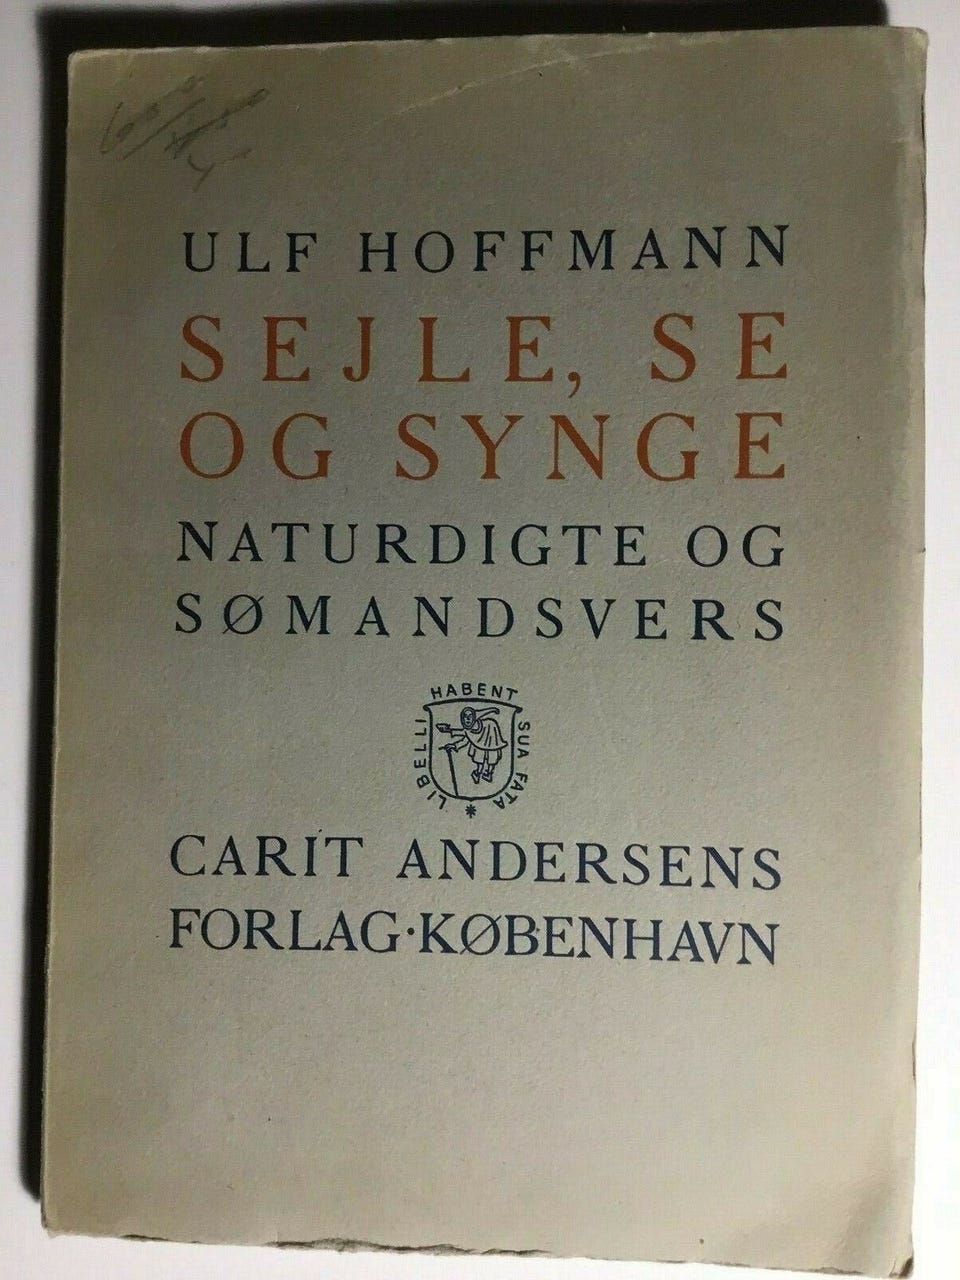 ULF HOFFMANN
SEJLE, SE
OG SYNGE
NATURDIGTE OG
SØMANDSVERS
LIBELLI HABENT SUA FATA
CARIT ANDERSENS
FORLAG·KØBENHAVN